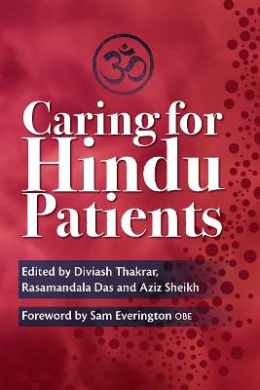 ॐ
Caring for
Hindu
Patients
Edited by Diviash Thakrar,
Rasamandala Das and Aziz Sheikh
Foreword by Sam Everington OBE